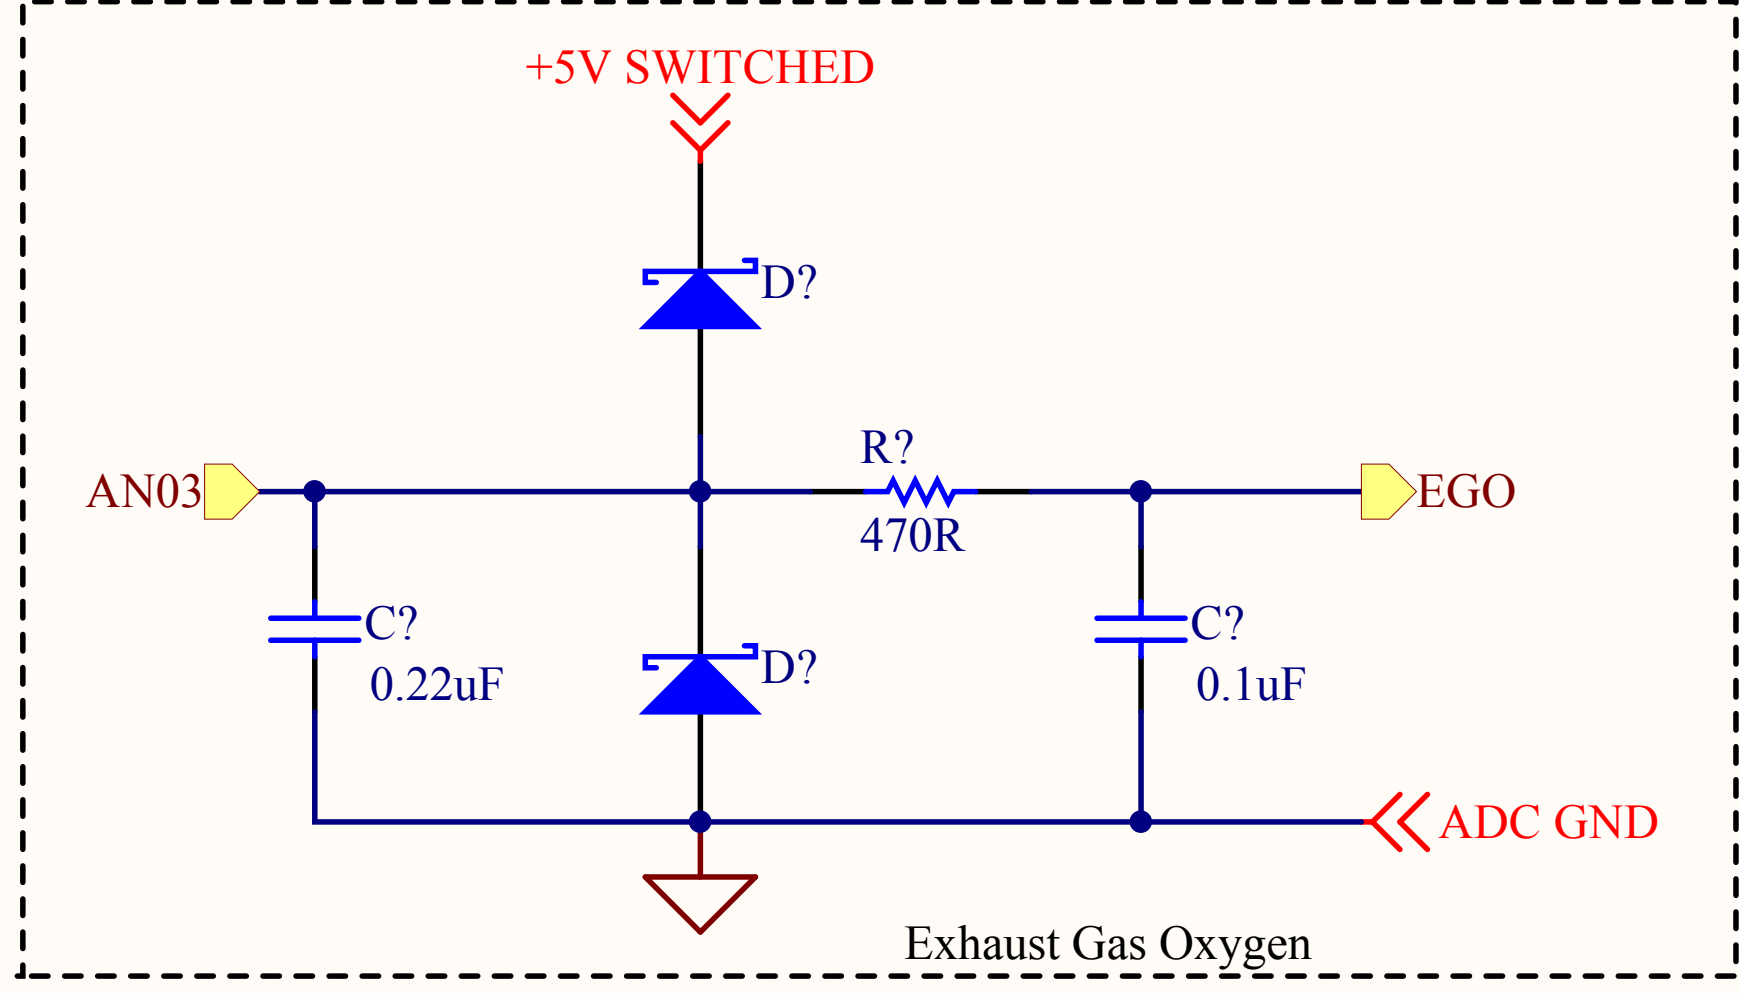 +5V SWITCHED
D?
R?
AN03
EGO
470R
C?
D?
C?
0.22uF
0.1uF
ADC GND
Exhaust Gas Oxygen